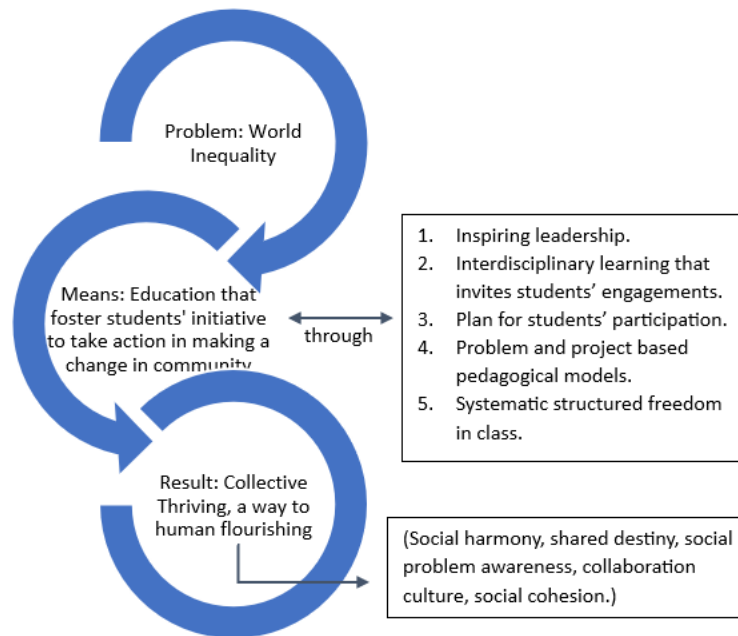 Problem: World
Inequality
Means: Education that
foster students' initiative
to take action in making a
change in community
through
1. Inspiring leadership.
2. Interdisciplinary learning that
invites students’ engagements.
3. Plan for students’ participation.
4. Problem and project based
pedagogical models.
5. Systematic structured freedom
in class.
Result: Collective
Thriving, a way to
human flourishing
(Social harmony, shared destiny, social
problem awareness, collaboration
culture, social cohesion.)